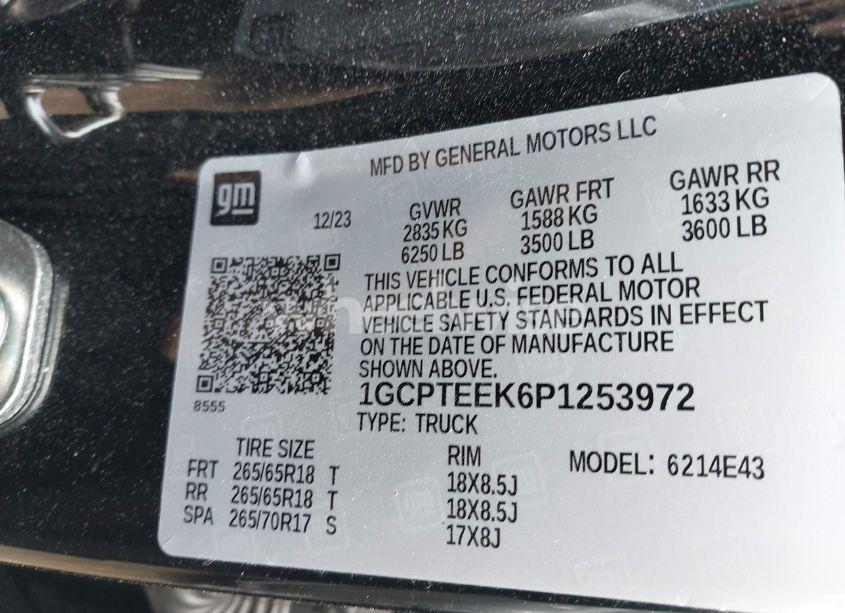 MFD BY GENERAL MOTORS LLC
gm
12/23
GVWR
2835 KG
6250 LB
GAWR FRT
1588 KG
3500 LB
GAWR RR
1633 KG
3600 LB
THIS VEHICLE CONFORMS TO ALL
APPLICABLE U.S. FEDERAL MOTOR
VEHICLE SAFETY STANDARDS IN EFFECT
ON THE DATE OF MANUFACTURE
SHOWN ABOVE.
8555
1GCPTEEK6P1253972
TYPE: TRUCK
TIRE SIZE
RIM
MODEL: 6214E43
FRT 265/65R18 T 18X8.5J
RR 265/65R18 T 18X8.5J
SPA 265/70R17 S 17X8J